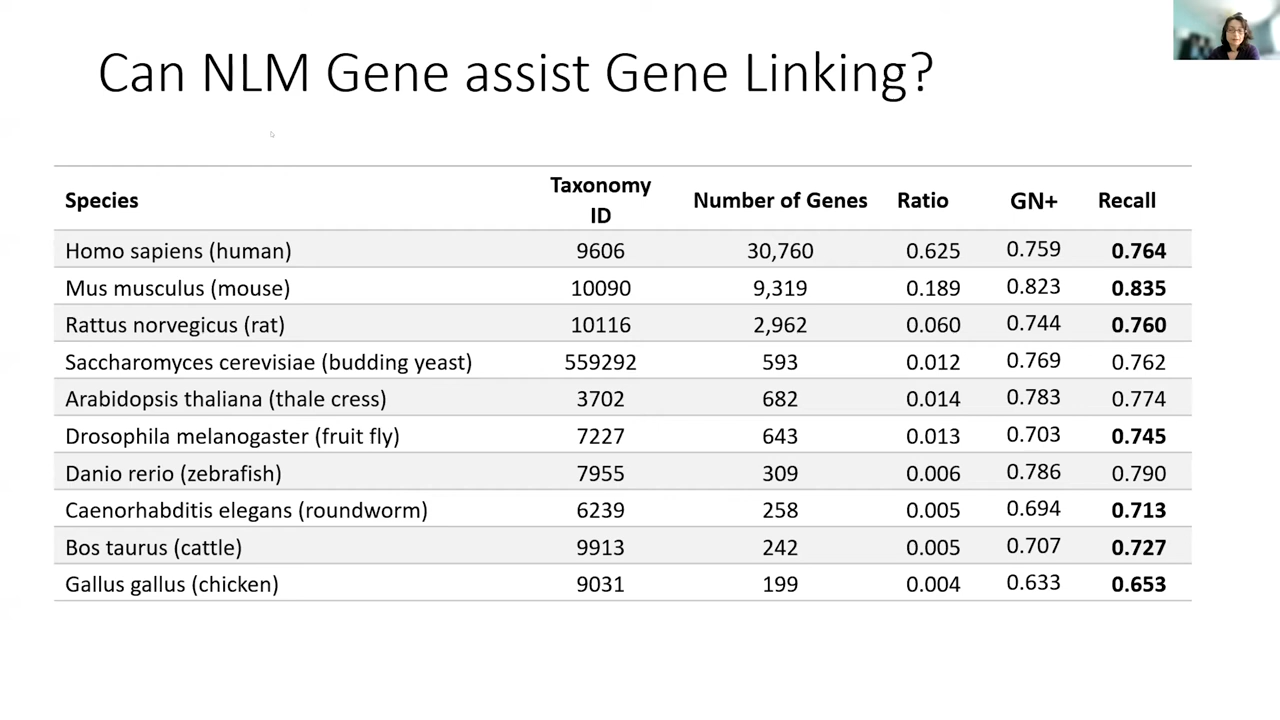 Can NLM Gene assist Gene Linking?
Species Taxonomy ID Number of Genes Ratio GN+ Recall
Homo sapiens (human) 9606 30,760 0.625 0.759 0.764
Mus musculus (mouse) 10090 9,319 0.189 0.823 0.835
Rattus norvegicus (rat) 10116 2,962 0.060 0.744 0.760
Saccharomyces cerevisiae (budding yeast) 559292 593 0.012 0.769 0.762
Arabidopsis thaliana (thale cress) 3702 682 0.014 0.783 0.774
Drosophila melanogaster (fruit fly) 7227 643 0.013 0.703 0.745
Danio rerio (zebrafish) 7955 309 0.006 0.786 0.790
Caenorhabditis elegans (roundworm) 6239 258 0.005 0.694 0.713
Bos taurus (cattle) 9913 242 0.005 0.707 0.727
Gallus gallus (chicken) 9031 199 0.004 0.633 0.653